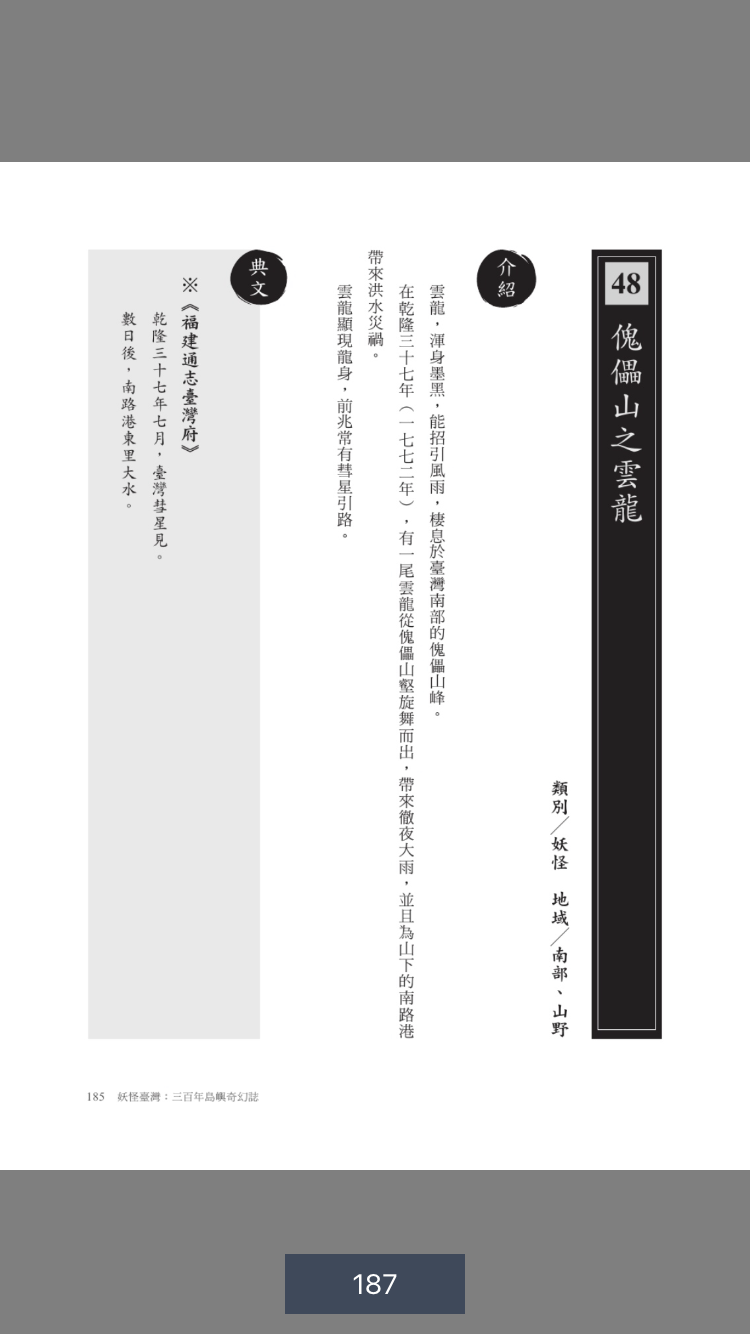 48
傀儡山之雲龍
類別／妖怪　地域／南部、山野
介紹
雲龍，渾身墨黑，能招引風雨，棲息於臺灣南部的傀儡山峰。
在乾隆三十七年（一七七二年），有一尾雲龍從傀儡山壑旋舞而出，帶來徹夜大雨，並且為山下的南路港
帶來洪水災禍。
雲龍顯現龍身，前兆常有彗星引路。
典文
※《福建通志臺灣府》
乾隆三十七年七月，臺灣彗星見。
數日後，南路港東里大水。
185　妖怪臺灣：三百年島嶼奇幻誌
187